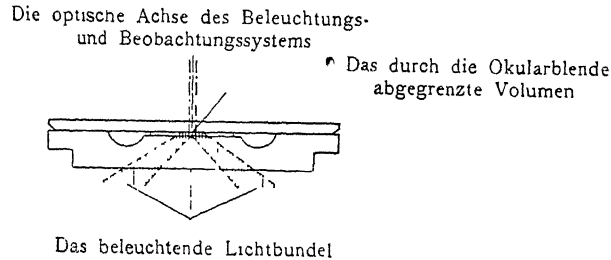 Die optische Achse des Beleuchtungs-
und Beobachtungssystems
Das durch die Okularblende
abgegrenzte Volumen
Das beleuchtende Lichtbundel